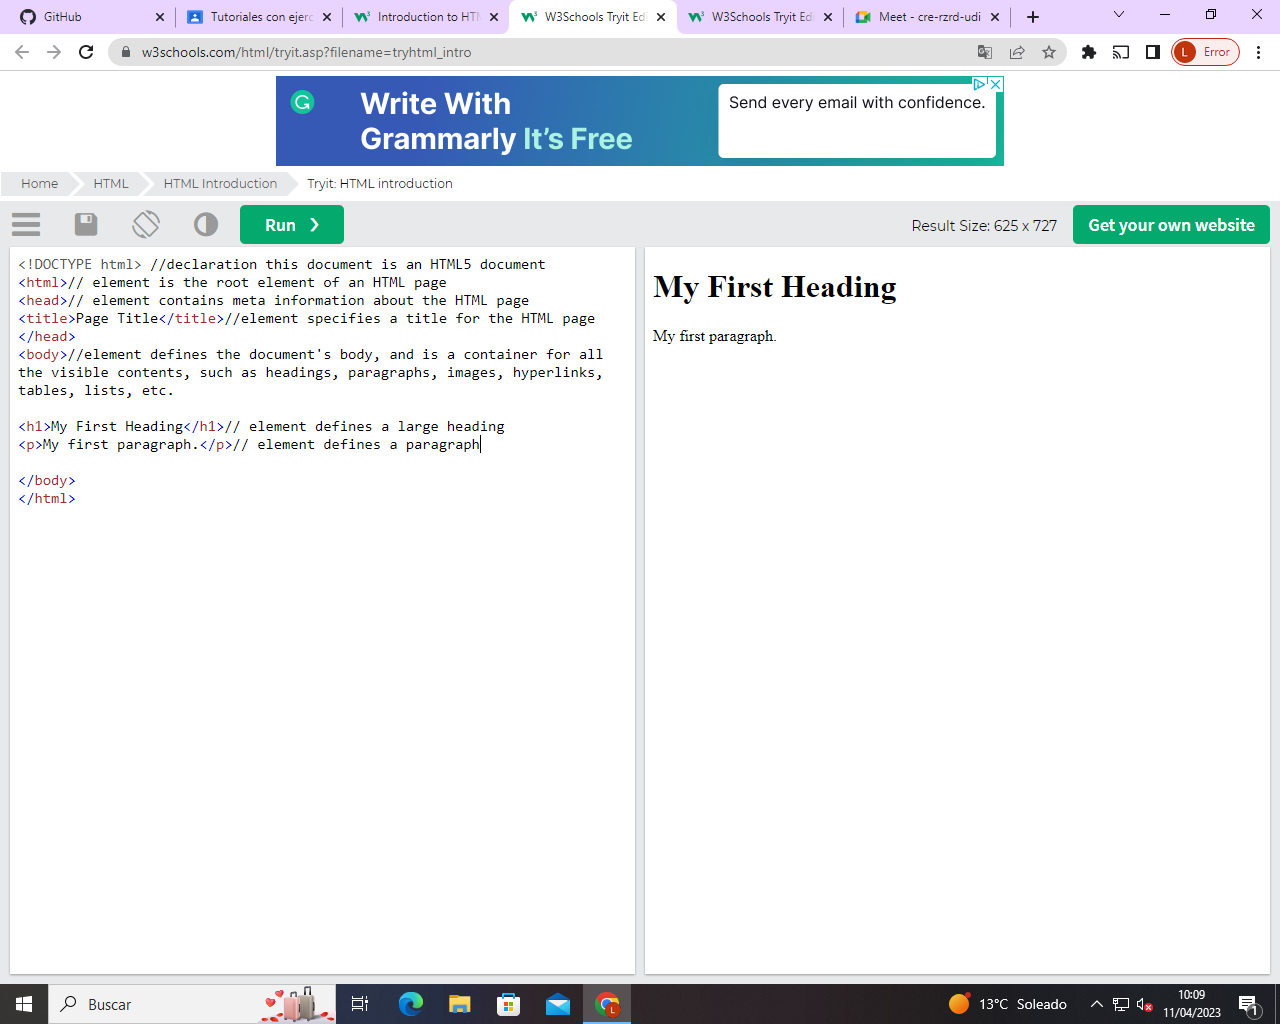 GitHub
Tutoriales con ejerc
Introduction to HTM
W3Schools Tryit Edi
W3Schools Tryit Edi
Meet - cre-rzrd-udi
w3schools.com/html/tryit.asp?filename=tryhtml_intro
L Error
Write With
Grammarly It's Free
Send every email with confidence.
Home
HTML
HTML Introduction
Tryit: HTML introduction
Run ❯
Result Size: 625 x 727
Get your own website
<!DOCTYPE html> //declaration this document is an HTML5 document
<html>// element is the root element of an HTML page
<head>// element contains meta information about the HTML page
<title>Page Title</title>//element specifies a title for the HTML page
</head>
<body>//element defines the document's body, and is a container for all
the visible contents, such as headings, paragraphs, images, hyperlinks,
tables, lists, etc.
<h1>My First Heading</h1>// element defines a large heading
<p>My first paragraph.</p>// element defines a paragraph
</body>
</html>
My First Heading
My first paragraph.
Buscar
L
13°C Soleado
10:09
11/04/2023
1